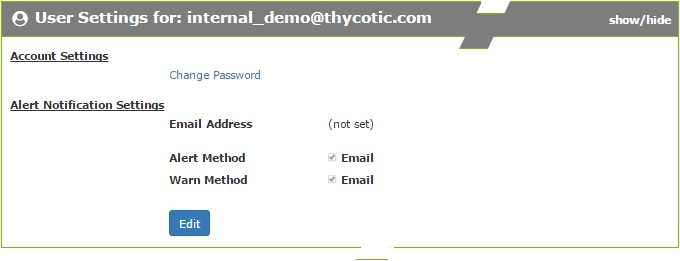 User Settings for: internal_demo@thycotic.com show/hide
Account Settings
Change Password
Alert Notification Settings
Email Address (not set)
Alert Method Email
Warn Method Email
Edit